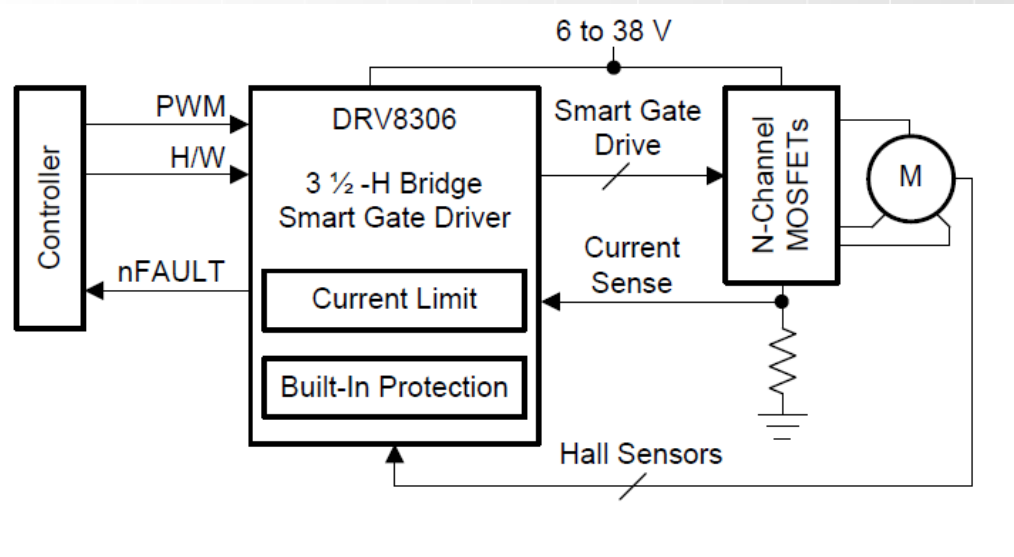 6 to 38 V
Controller
PWM
H/W
nFAULT
DRV8306
3 ½ -H Bridge
Smart Gate Driver
Current Limit
Built-In Protection
Smart Gate
Drive
Current
Sense
N-Channel
MOSFETs
M
Hall Sensors